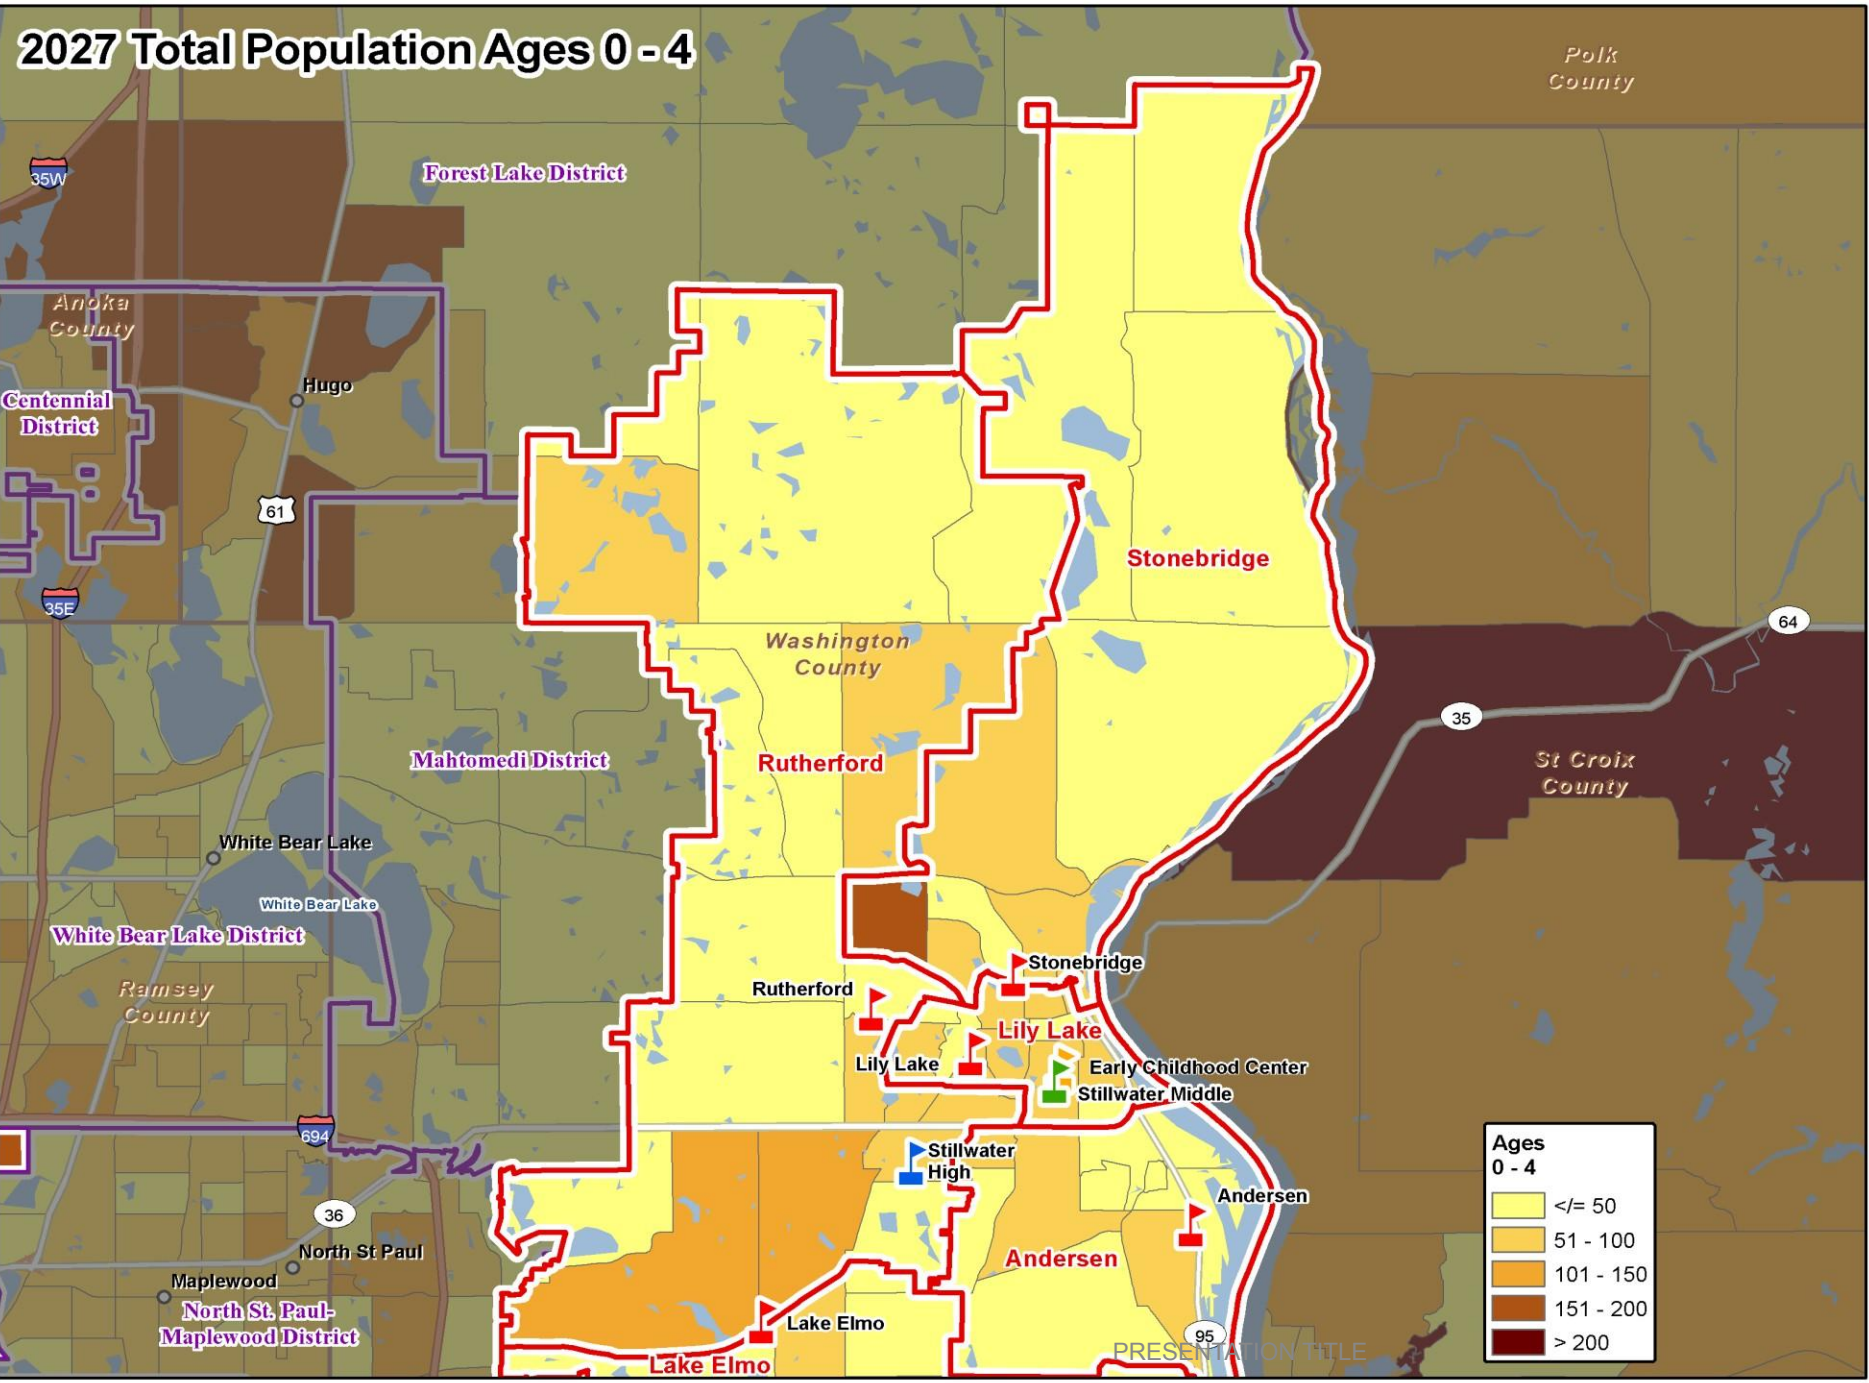 2027 Total Population Ages 0 - 4
Polk
County
35W
Forest Lake District
Anoka
County
Hugo
Centennial
District
61
35E
Stonebridge
64
Washington
County
35
Mahtomedi District
Rutherford
St Croix
County
White Bear Lake
White Bear Lake
White Bear Lake District
Stonebridge
Rutherford
Ramsey
County
Lily Lake
Lily Lake
Early Childhood Center
Stillwater Middle
694
Stillwater
High
Andersen
36
North St Paul
Andersen
Maplewood
North St. Paul-
Maplewood District
Lake Elmo
Lake Elmo
95
PRESENTATION TITLE
Ages
0 - 4
</= 50
51 - 100
101 - 150
151 - 200
> 200